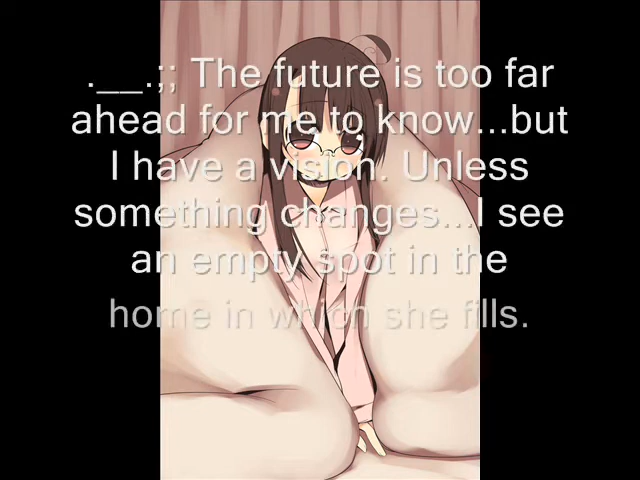 .__.;; The future is too far
ahead for me to know...but
I have a vision. Unless
something changes...I see
an empty spot in the
home in which she fills.